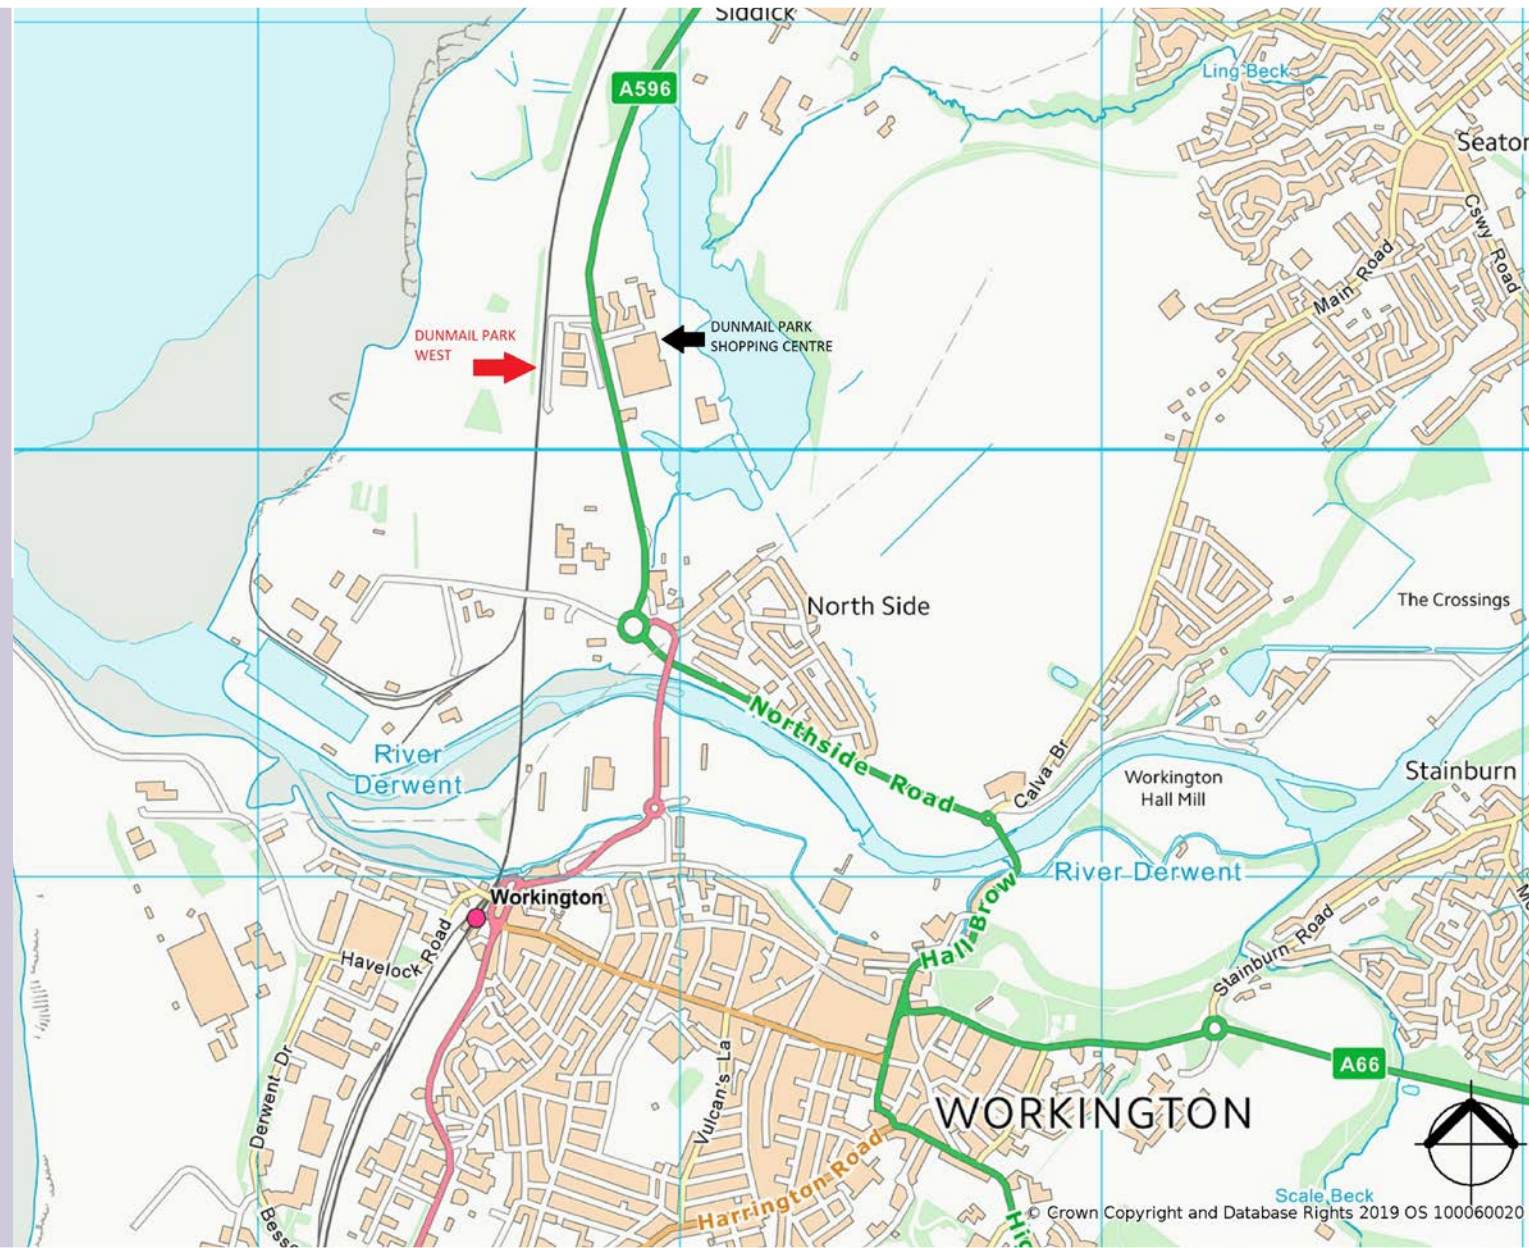 Siddick
A596
Ling Beck
Seaton
Cswy Road
Main Road
DUNMAIL PARK
WEST
DUNMAIL PARK
SHOPPING CENTRE
North Side
The Crossings
Northside Road
River
Derwent
Calva Br
Workington
Hall Mill
Stainburn
River Derwent
Workington
Hall Brow
Havelock Road
Stainburn Road
Derwent Dr
Vulcan's La
A66
WORKINGTON
Harrington Road
Scale Beck
© Crown Copyright and Database Rights 2019 OS 100060020